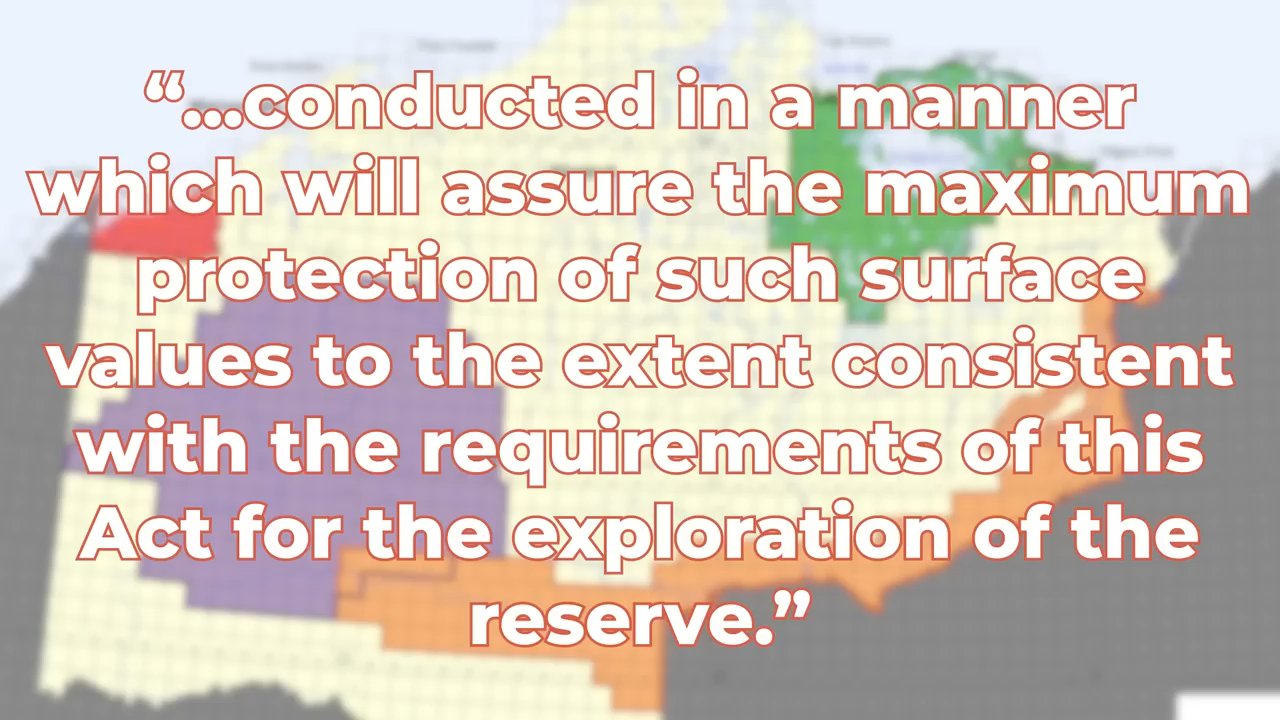 “...conducted in a manner
which will assure the maximum
protection of such surface
values to the extent consistent
with the requirements of this
Act for the exploration of the
reserve.”